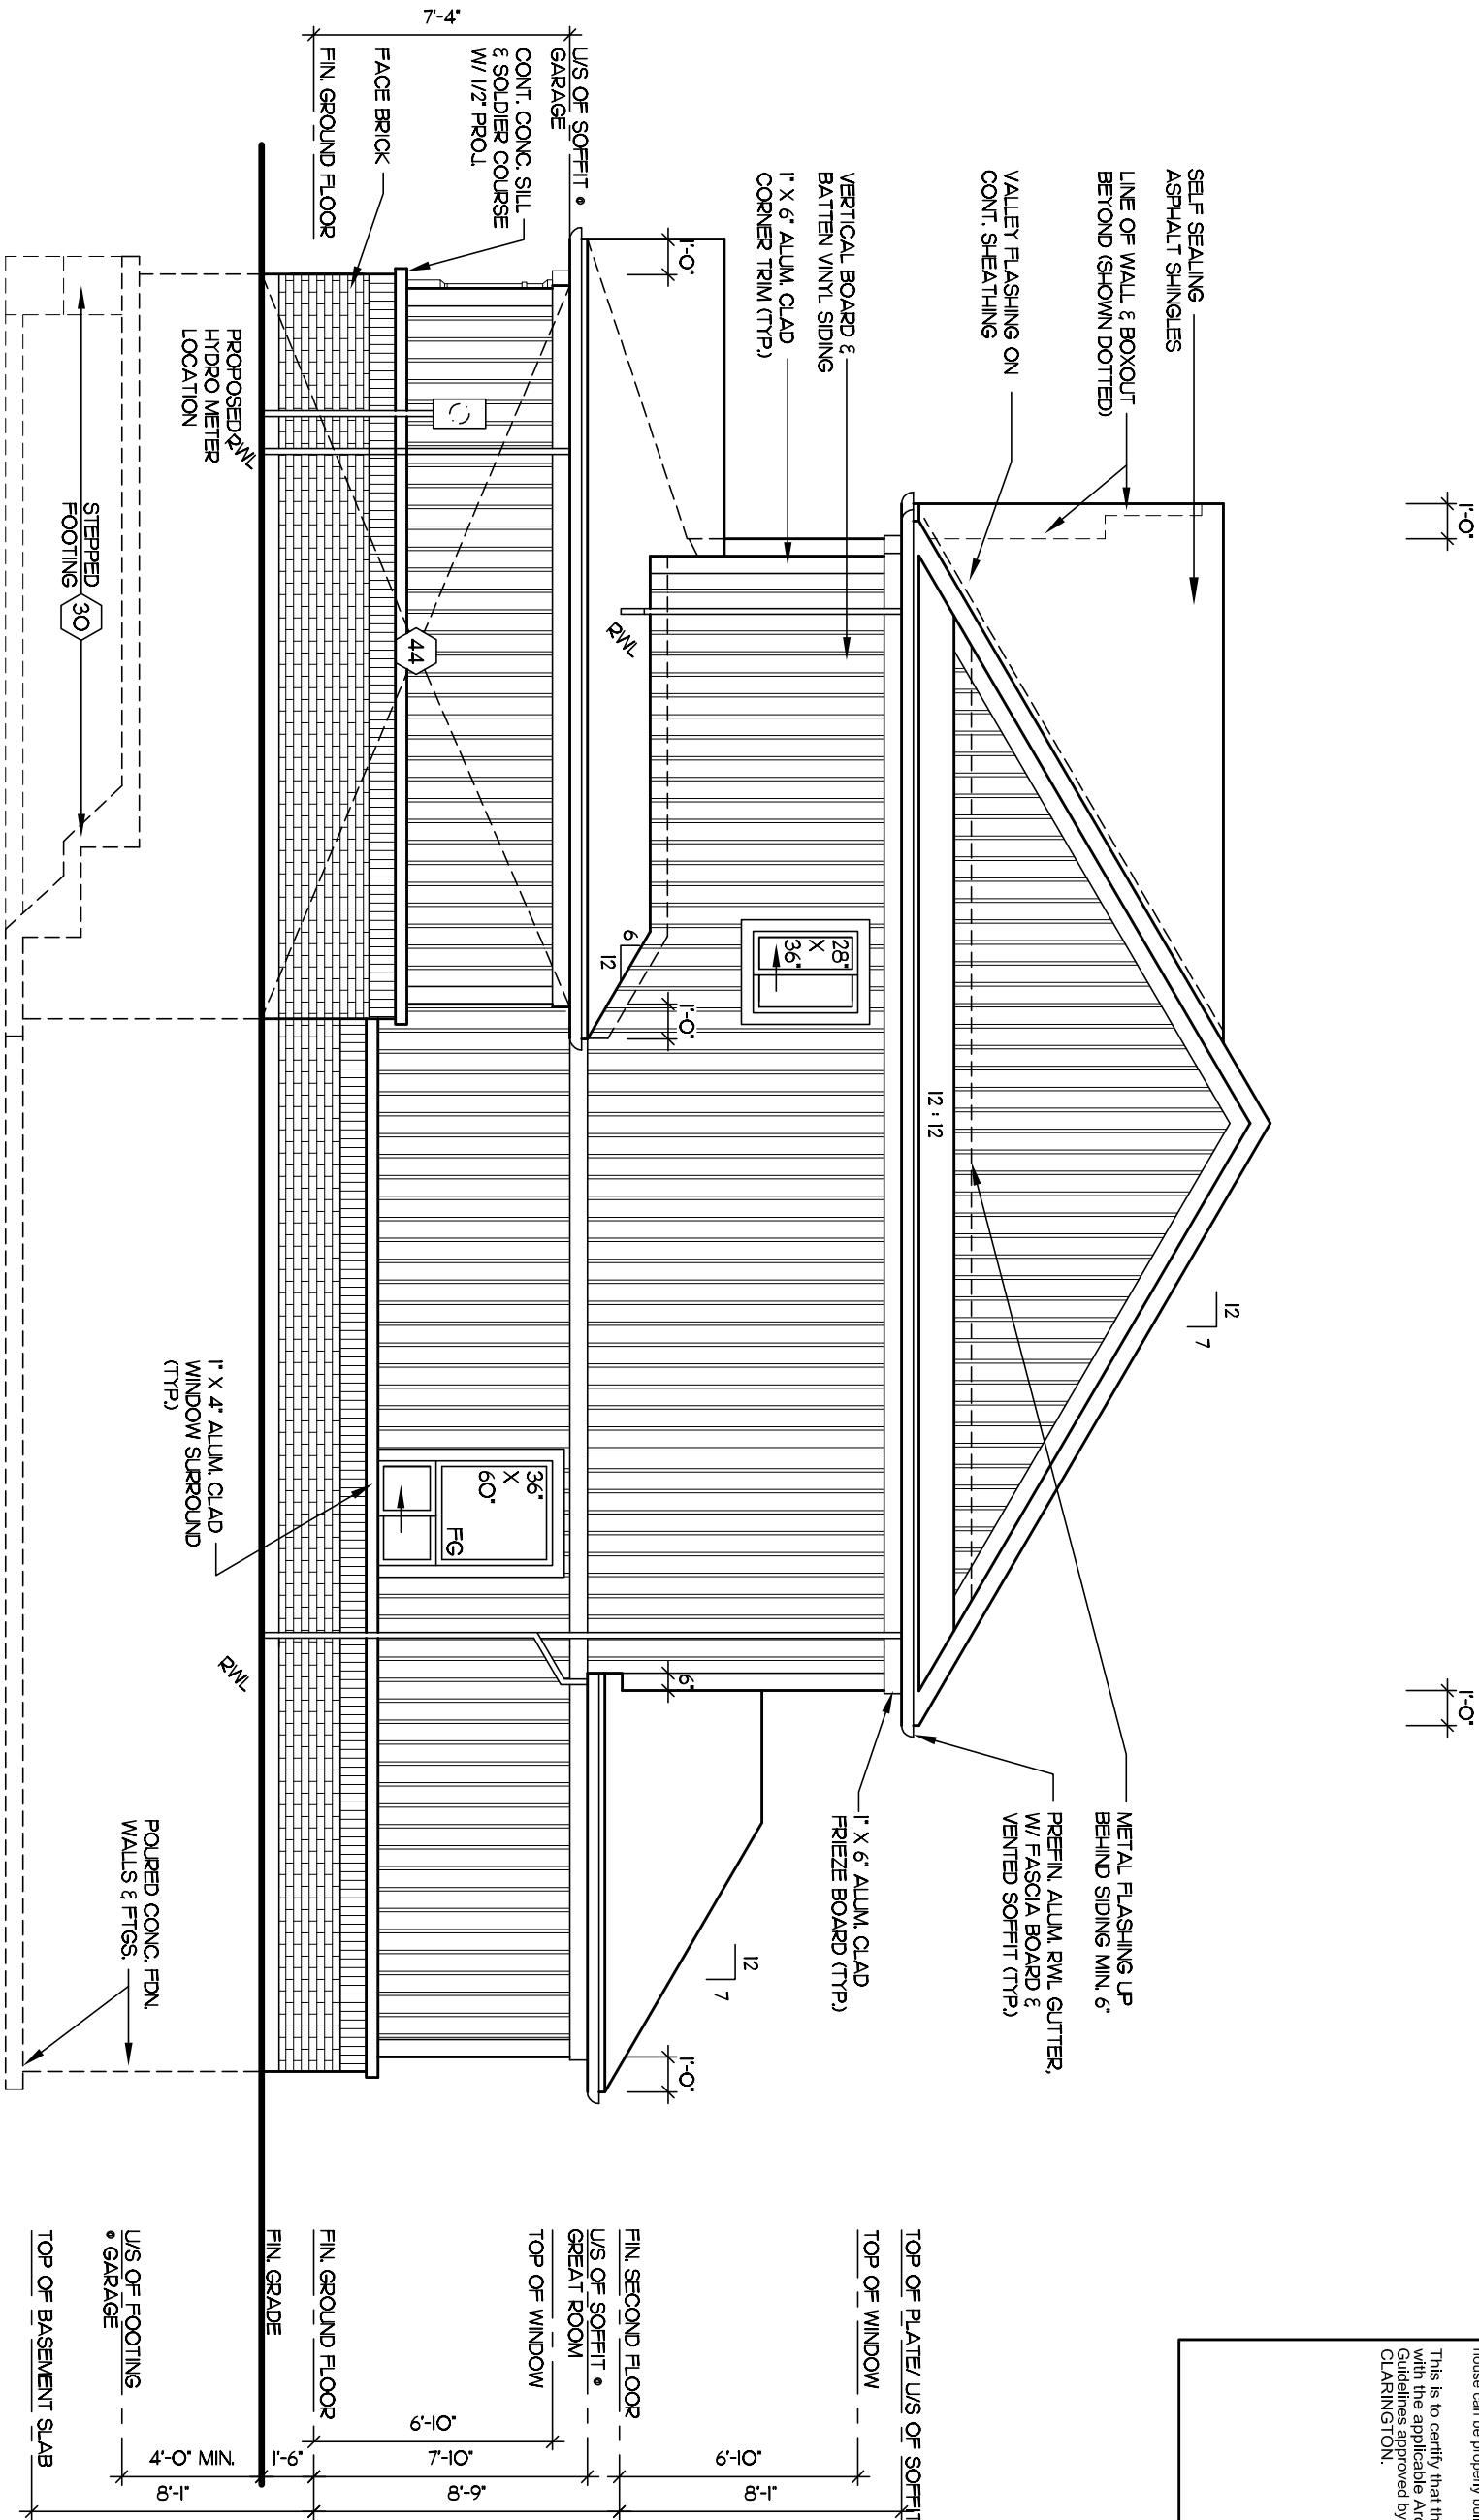 1'-0"
1'-0"
SELF SEALING
ASPHALT SHINGLES
LINE OF WALL & BOXOUT
BEYOND (SHOWN DOTTED)
VALLEY FLASHING ON
CONT. SHEATHING
VERTICAL BOARD &
BATTEN VINYL SIDING
1" X 6" ALUM. CLAD
CORNER TRIM (TYP.)
1'-0"
U/S OF SOFFIT @
GARAGE
CONT. CONC. SILL
& SOLDIER COURSE
W/ 1/2" PROJ.
FACE BRICK
FIN. GROUND FLOOR
7'-4"
PROPOSED
HYDRO METER
LOCATION
RWL
RWL
44
STEPPED
FOOTING
30
28"
X
36"
6
12
1'-0"
12 : 12
12
7
36"
X
60"
FG
1" X 4" ALUM. CLAD
WINDOW SURROUND
(TYP.)
RWL
6"
METAL FLASHING UP
BEHIND SIDING MIN. 6"
PREFIN. ALUM. RWL GUTTER,
W/ FASCIA BOARD &
VENTED SOFFIT (TYP.)
1" X 6" ALUM. CLAD
FRIEZE BOARD (TYP.)
12
7
1'-0"
POURED CONC. FDN.
WALLS & FTGS.
TOP OF PLATE/ U/S OF SOFFIT
TOP OF WINDOW
FIN. SECOND FLOOR
U/S OF SOFFIT @
GREAT ROOM
TOP OF WINDOW
FIN. GROUND FLOOR
FIN. GRADE
U/S OF FOOTING
@ GARAGE
TOP OF BASEMENT SLAB
6'-10"
8'-1"
6'-10"
7'-10"
8'-9"
1'-6"
4'-0" MIN.
8'-1"
house can be properly
This is to certify that
with the applicable
Guidelines approved by
CLARINGTON.